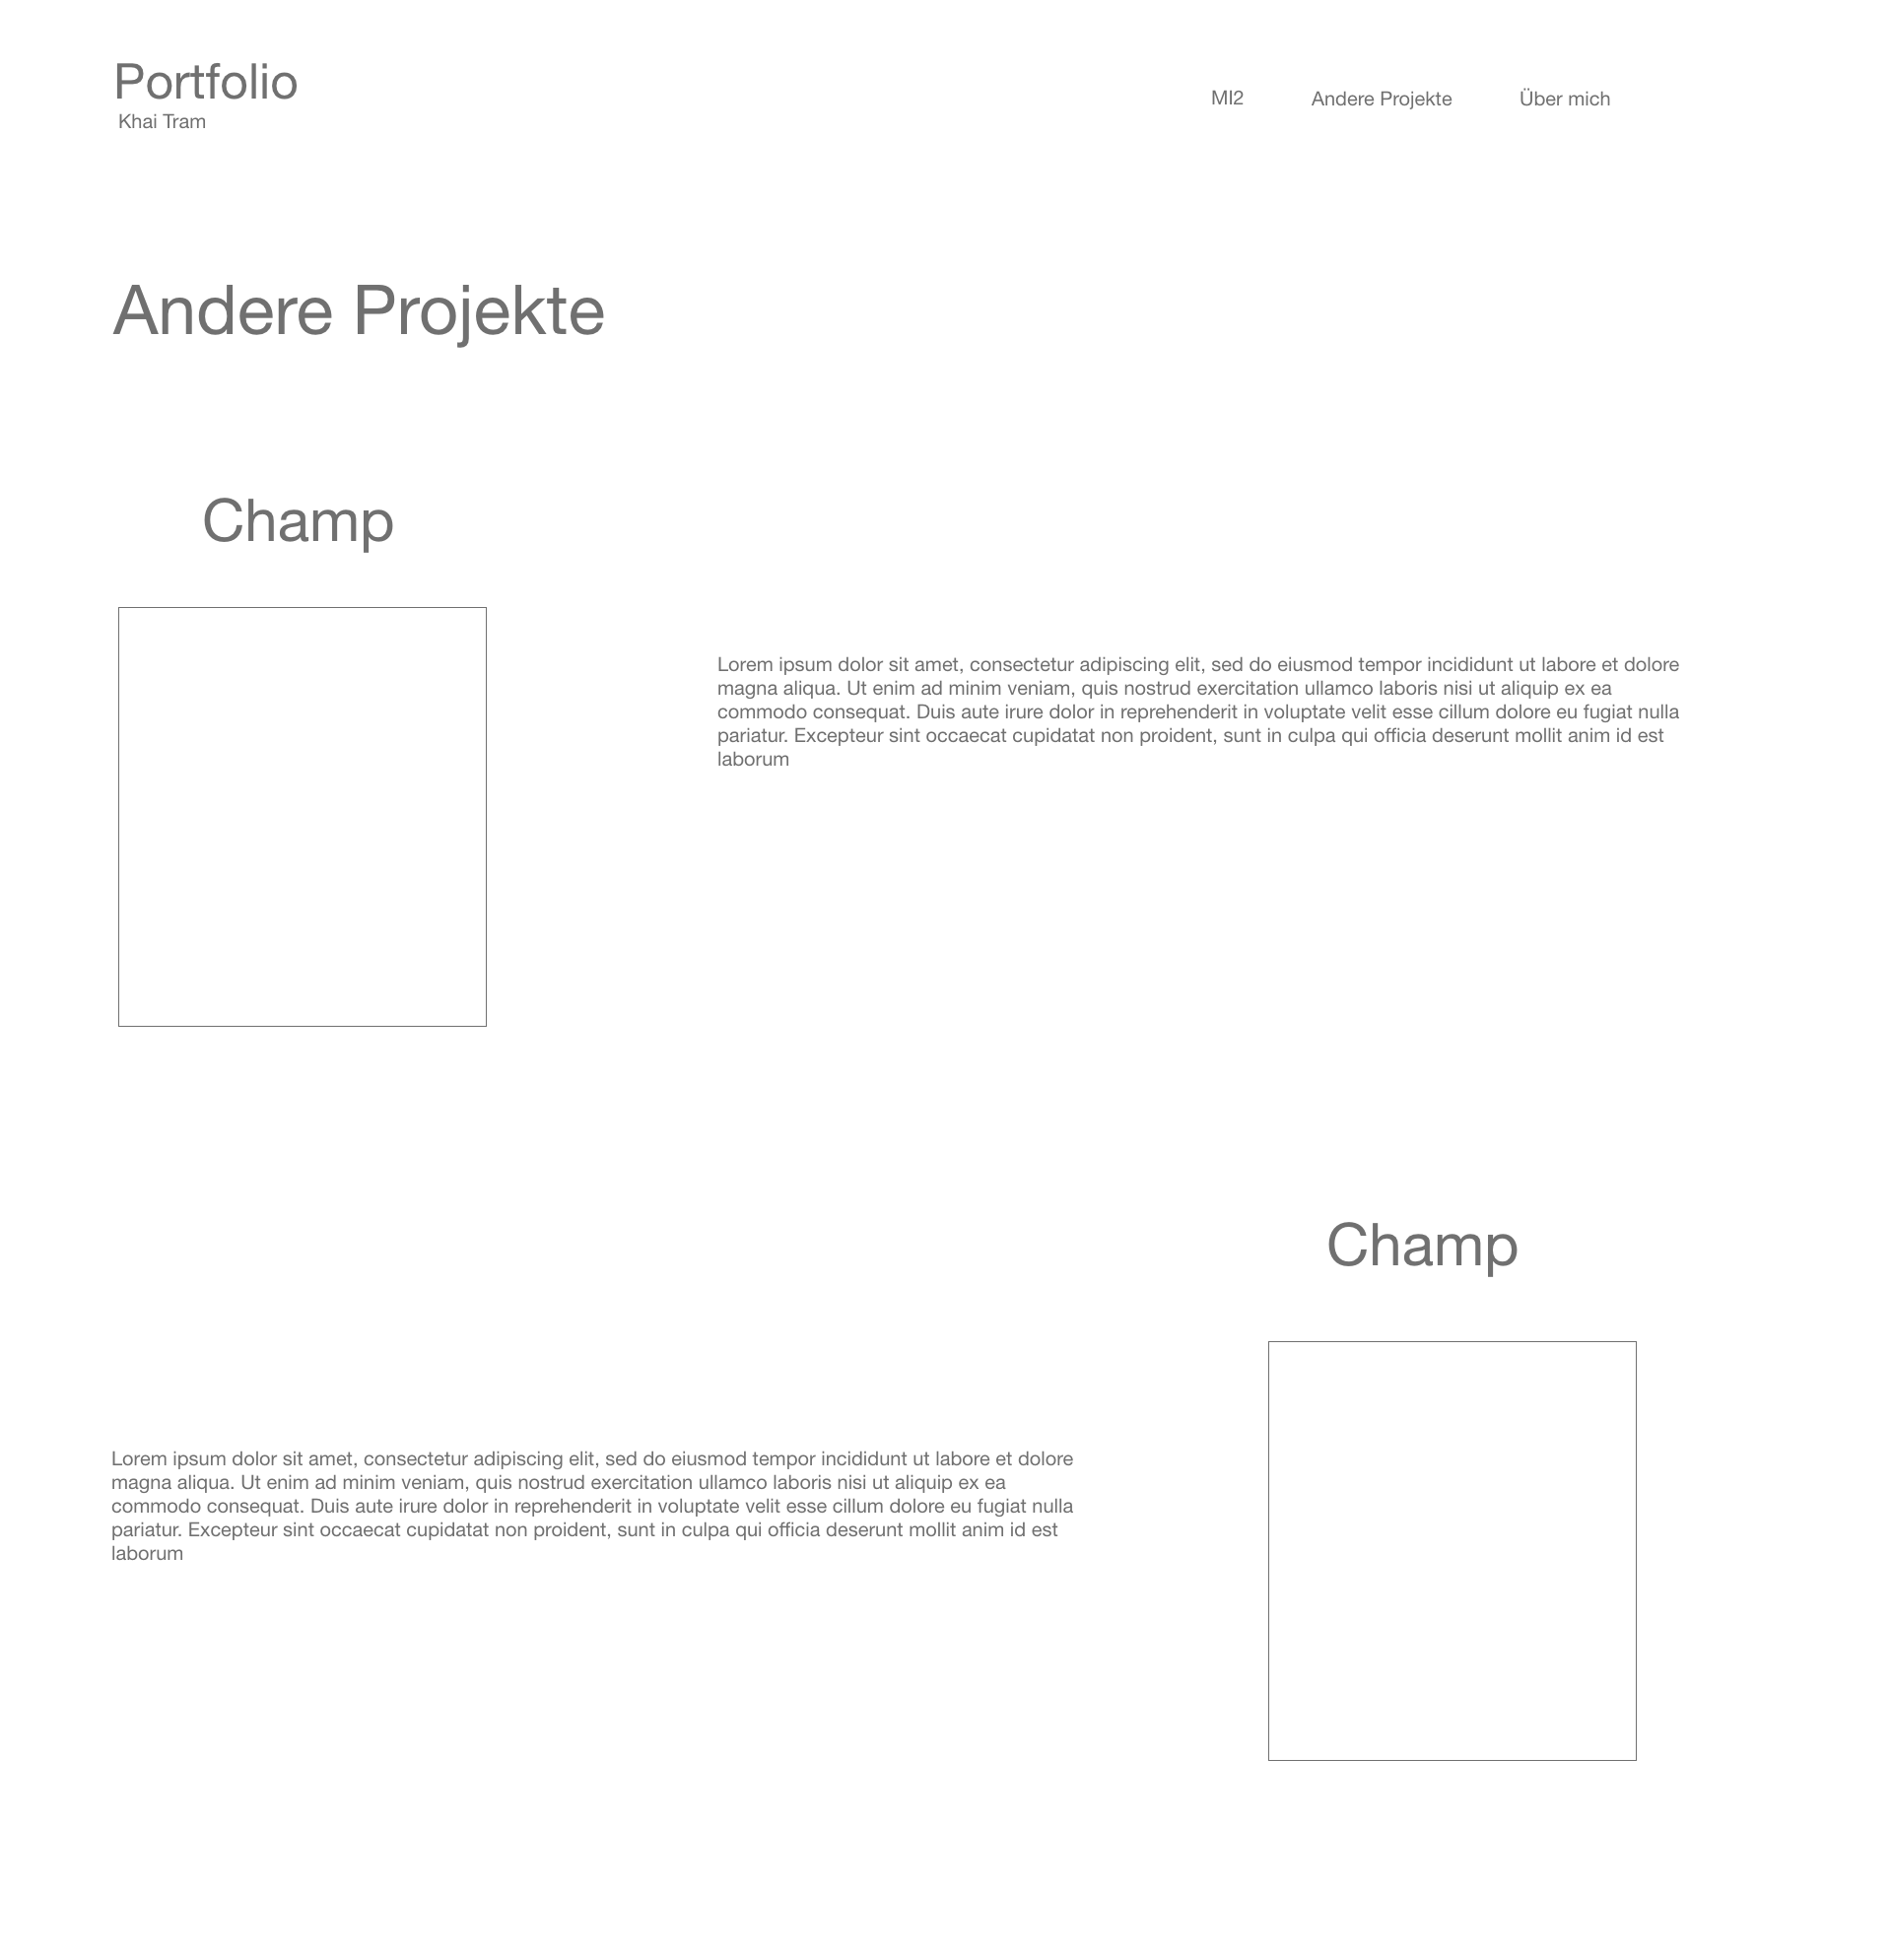 Portfolio
Khai Tram
MI2
Andere Projekte
Über mich
Andere Projekte
Champ
Lorem ipsum dolor sit amet, consectetur adipiscing elit, sed do eiusmod tempor incididunt ut labore et dolore
magna aliqua. Ut enim ad minim veniam, quis nostrud exercitation ullamco laboris nisi ut aliquip ex ea
commodo consequat. Duis aute irure dolor in reprehenderit in voluptate velit esse cillum dolore eu fugiat nulla
pariatur. Excepteur sint occaecat cupidatat non proident, sunt in culpa qui officia deserunt mollit anim id est
laborum
Champ
Lorem ipsum dolor sit amet, consectetur adipiscing elit, sed do eiusmod tempor incididunt ut labore et dolore
magna aliqua. Ut enim ad minim veniam, quis nostrud exercitation ullamco laboris nisi ut aliquip ex ea
commodo consequat. Duis aute irure dolor in reprehenderit in voluptate velit esse cillum dolore eu fugiat nulla
pariatur. Excepteur sint occaecat cupidatat non proident, sunt in culpa qui officia deserunt mollit anim id est
laborum